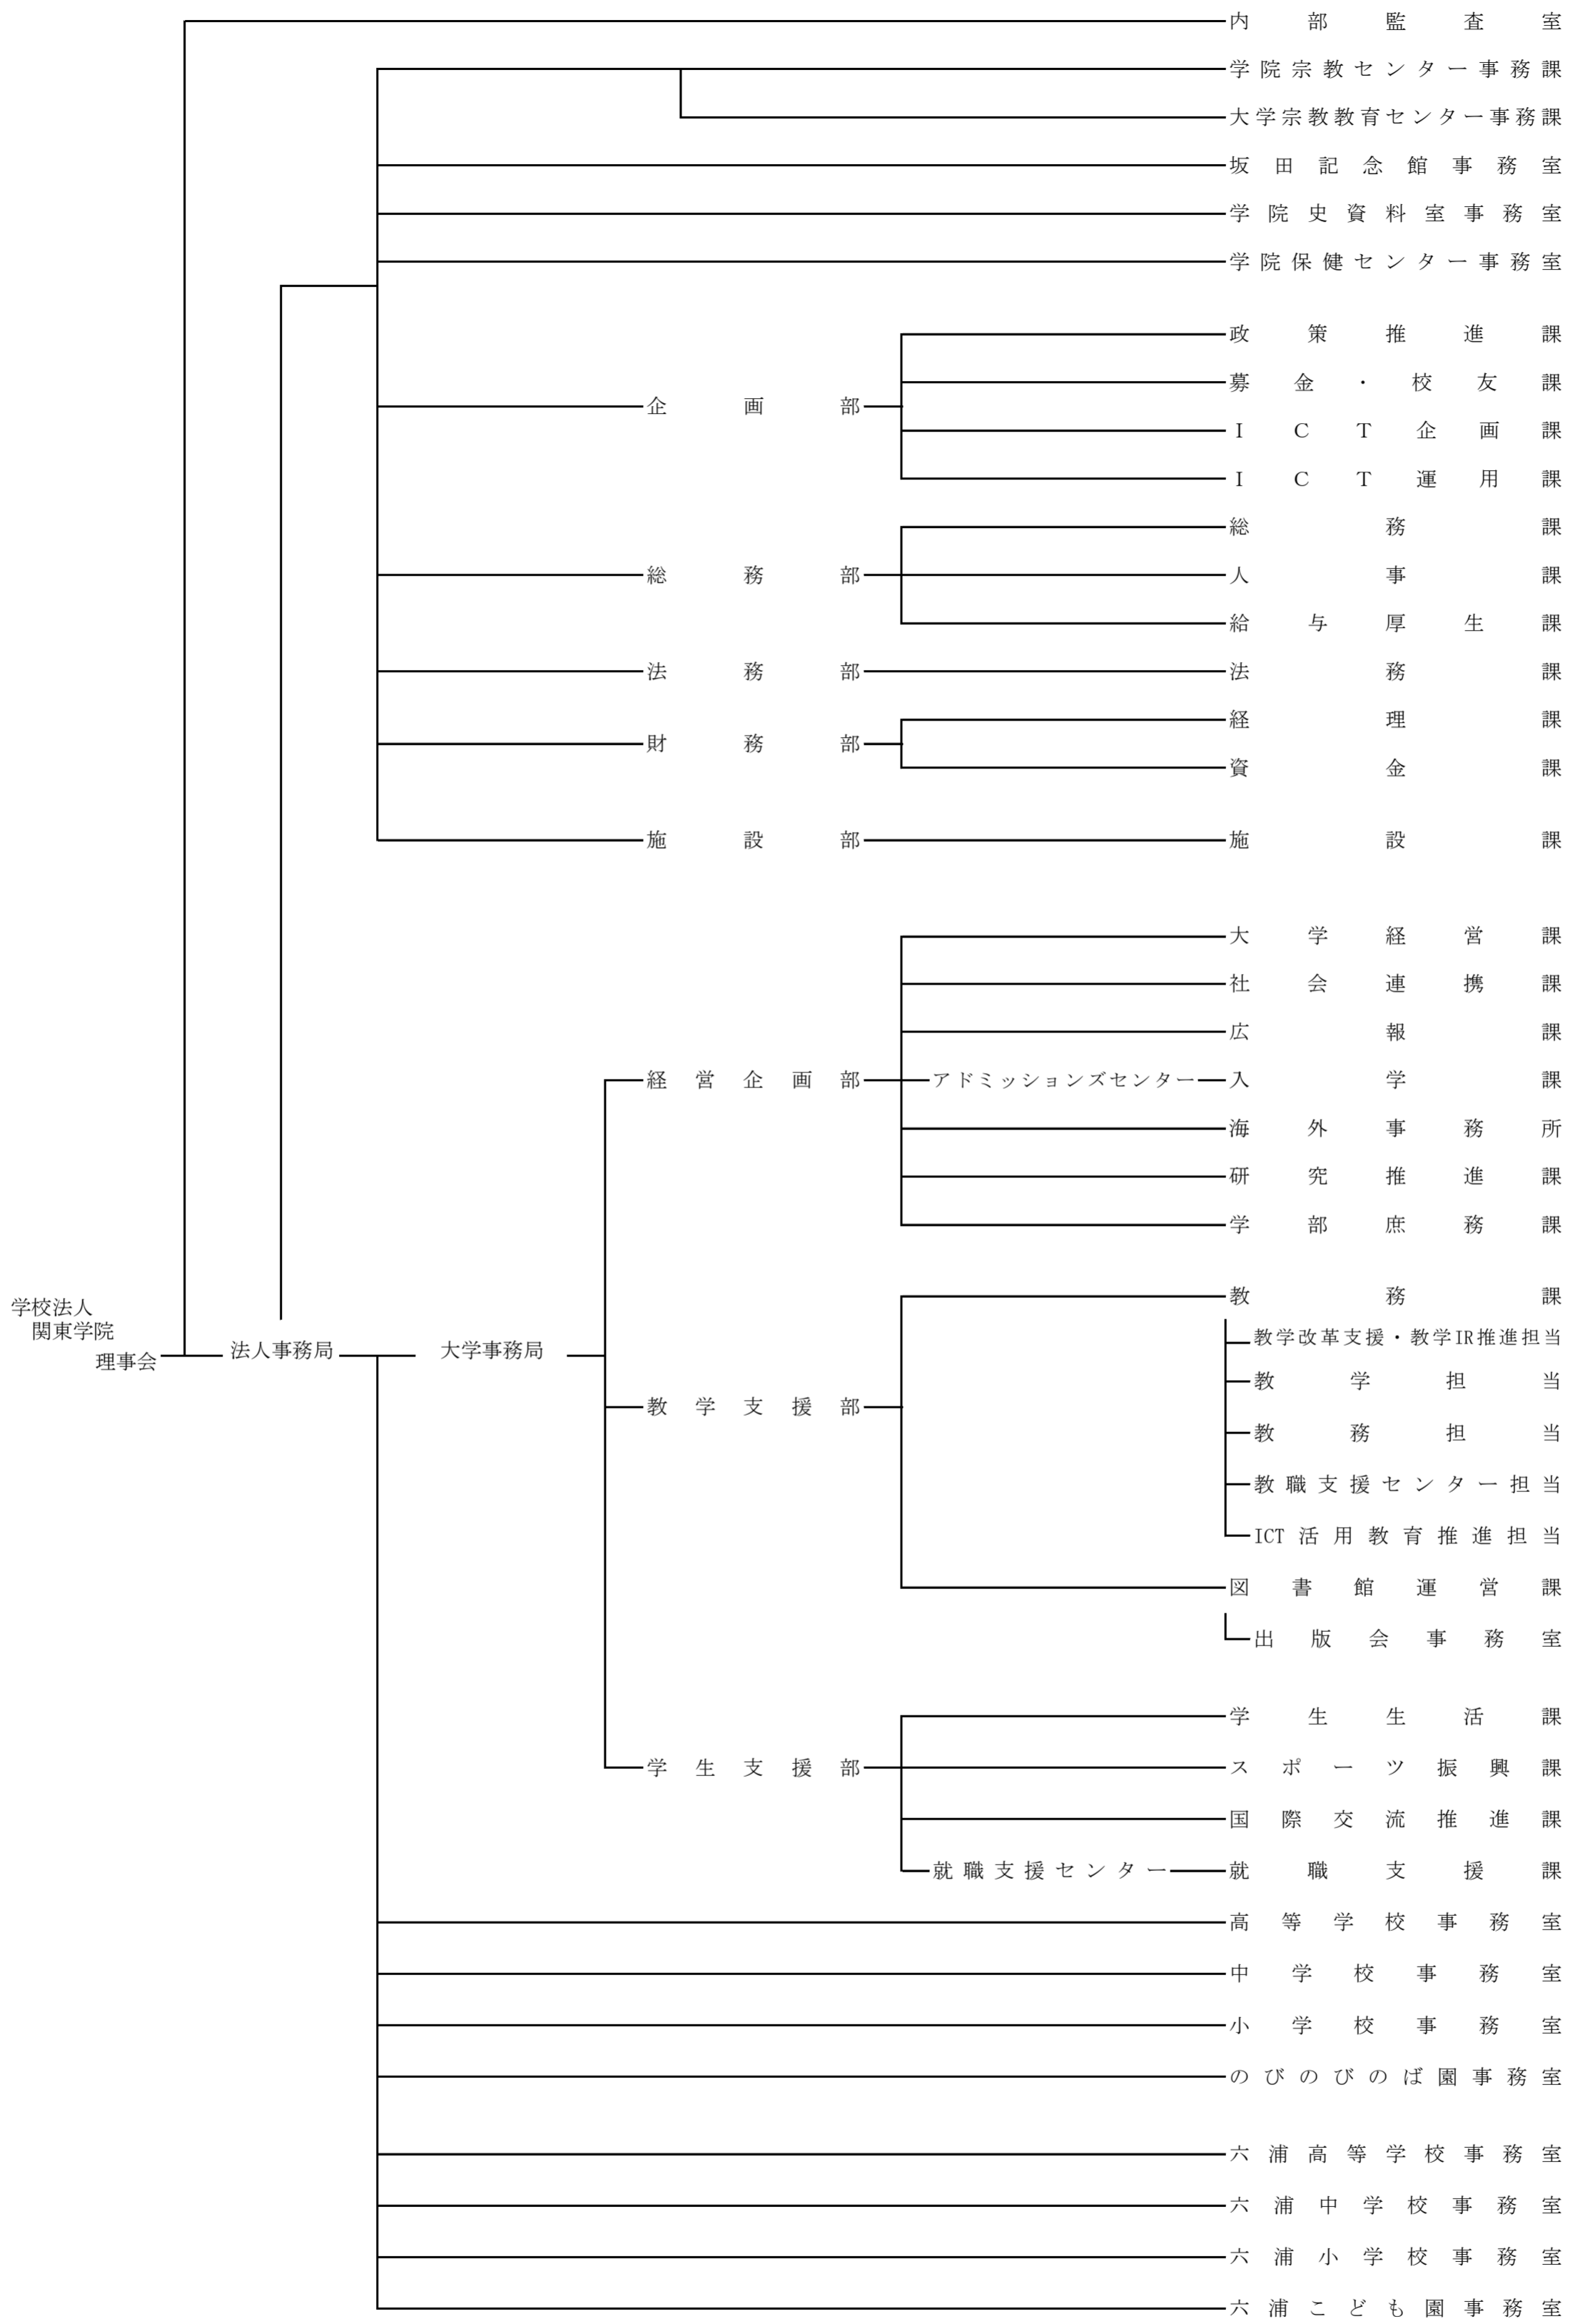 内部監査室
学院宗教センター事務課
大学宗教教育センター事務課
坂田記念館事務室
学院史資料室事務室
学院保健センター事務室
政策推進課
募金・校友課
企画部
ICT企画課
ICT運用課
総務課
総務部
人事課
給与厚生課
法務部
法務課
経理課
財務部
資金課
施設部
施設課
大学経営課
社会連携課
広報課
経営企画部
アドミッションズセンター
入学課
海外事務所
研究推進課
学部庶務課
学校法人
関東学院
理事会
法人事務局
大学事務局
教務課
教学改革支援・教学IR推進担当
教学担当
教学支援部
教務担当
教職支援センター担当
ICT活用教育推進担当
図書館運営課
出版会事務室
学生生活課
学生支援部
スポーツ振興課
国際交流推進課
就職支援センター
就職支援課
高等学校事務室
中学校事務室
小学校事務室
のびのびのば園事務室
六浦高等学校事務室
六浦中学校事務室
六浦小学校事務室
六浦こども園事務室